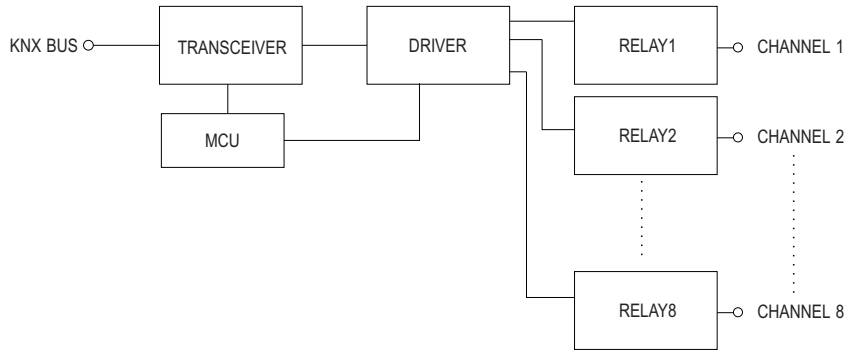 KNX BUS
TRANSCEIVER
DRIVER
RELAY1
CHANNEL 1
MCU
RELAY2
CHANNEL 2
RELAY8
CHANNEL 8